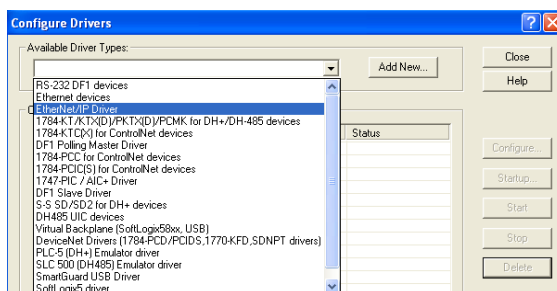 Configure Drivers
Available Driver Types:
Close
Add New...
Help
RS-232 DF1 devices
Ethernet devices
EtherNet/IP Driver
1784-KT/KTX(D)/PKTX(D)/PCMK for DH+/DH-485 devices
1784-KTC(X) for ControlNet devices
Status
DF1 Polling Master Driver
1784-PCC for ControlNet devices
Configure...
1784-PCIC(S) for ControlNet devices
1747-PIC / AIC+ Driver
Startup...
DF1 Slave Driver
S-S SD/SD2 for DH+ devices
Start
DH485 UIC devices
Virtual Backplane (SoftLogix58xx, USB)
Stop
DeviceNet Drivers (1784-PCD/PCIDS,1770-KFD,SDNPT drivers)
PLC-5 (DH+) Emulator driver
Delete
SLC 500 (DH485) Emulator driver
SmartGuard USB Driver
SoftLogix5 driver